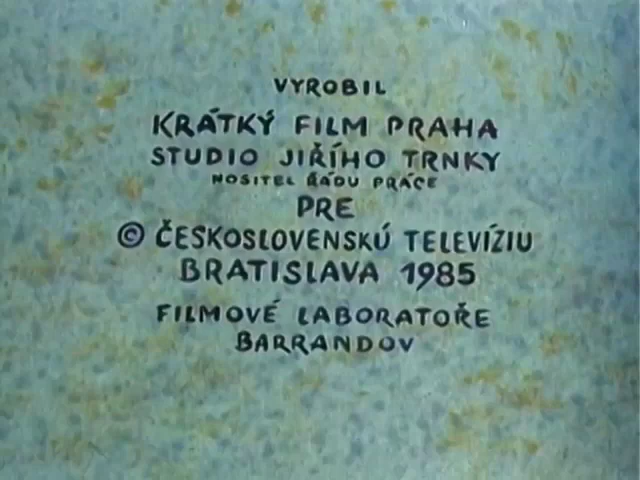 VYROBIL
KRÁTKÝ FILM PRAHA
STUDIO JIŘÍHO TRNKY
NOSITEL ŘÁDU PRÁCE
PRE
© ČESKOSLOVENSKÚ TELEVÍZIU
BRATISLAVA 1985
FILMOVÉ LABORATOŘE
BARRANDOV